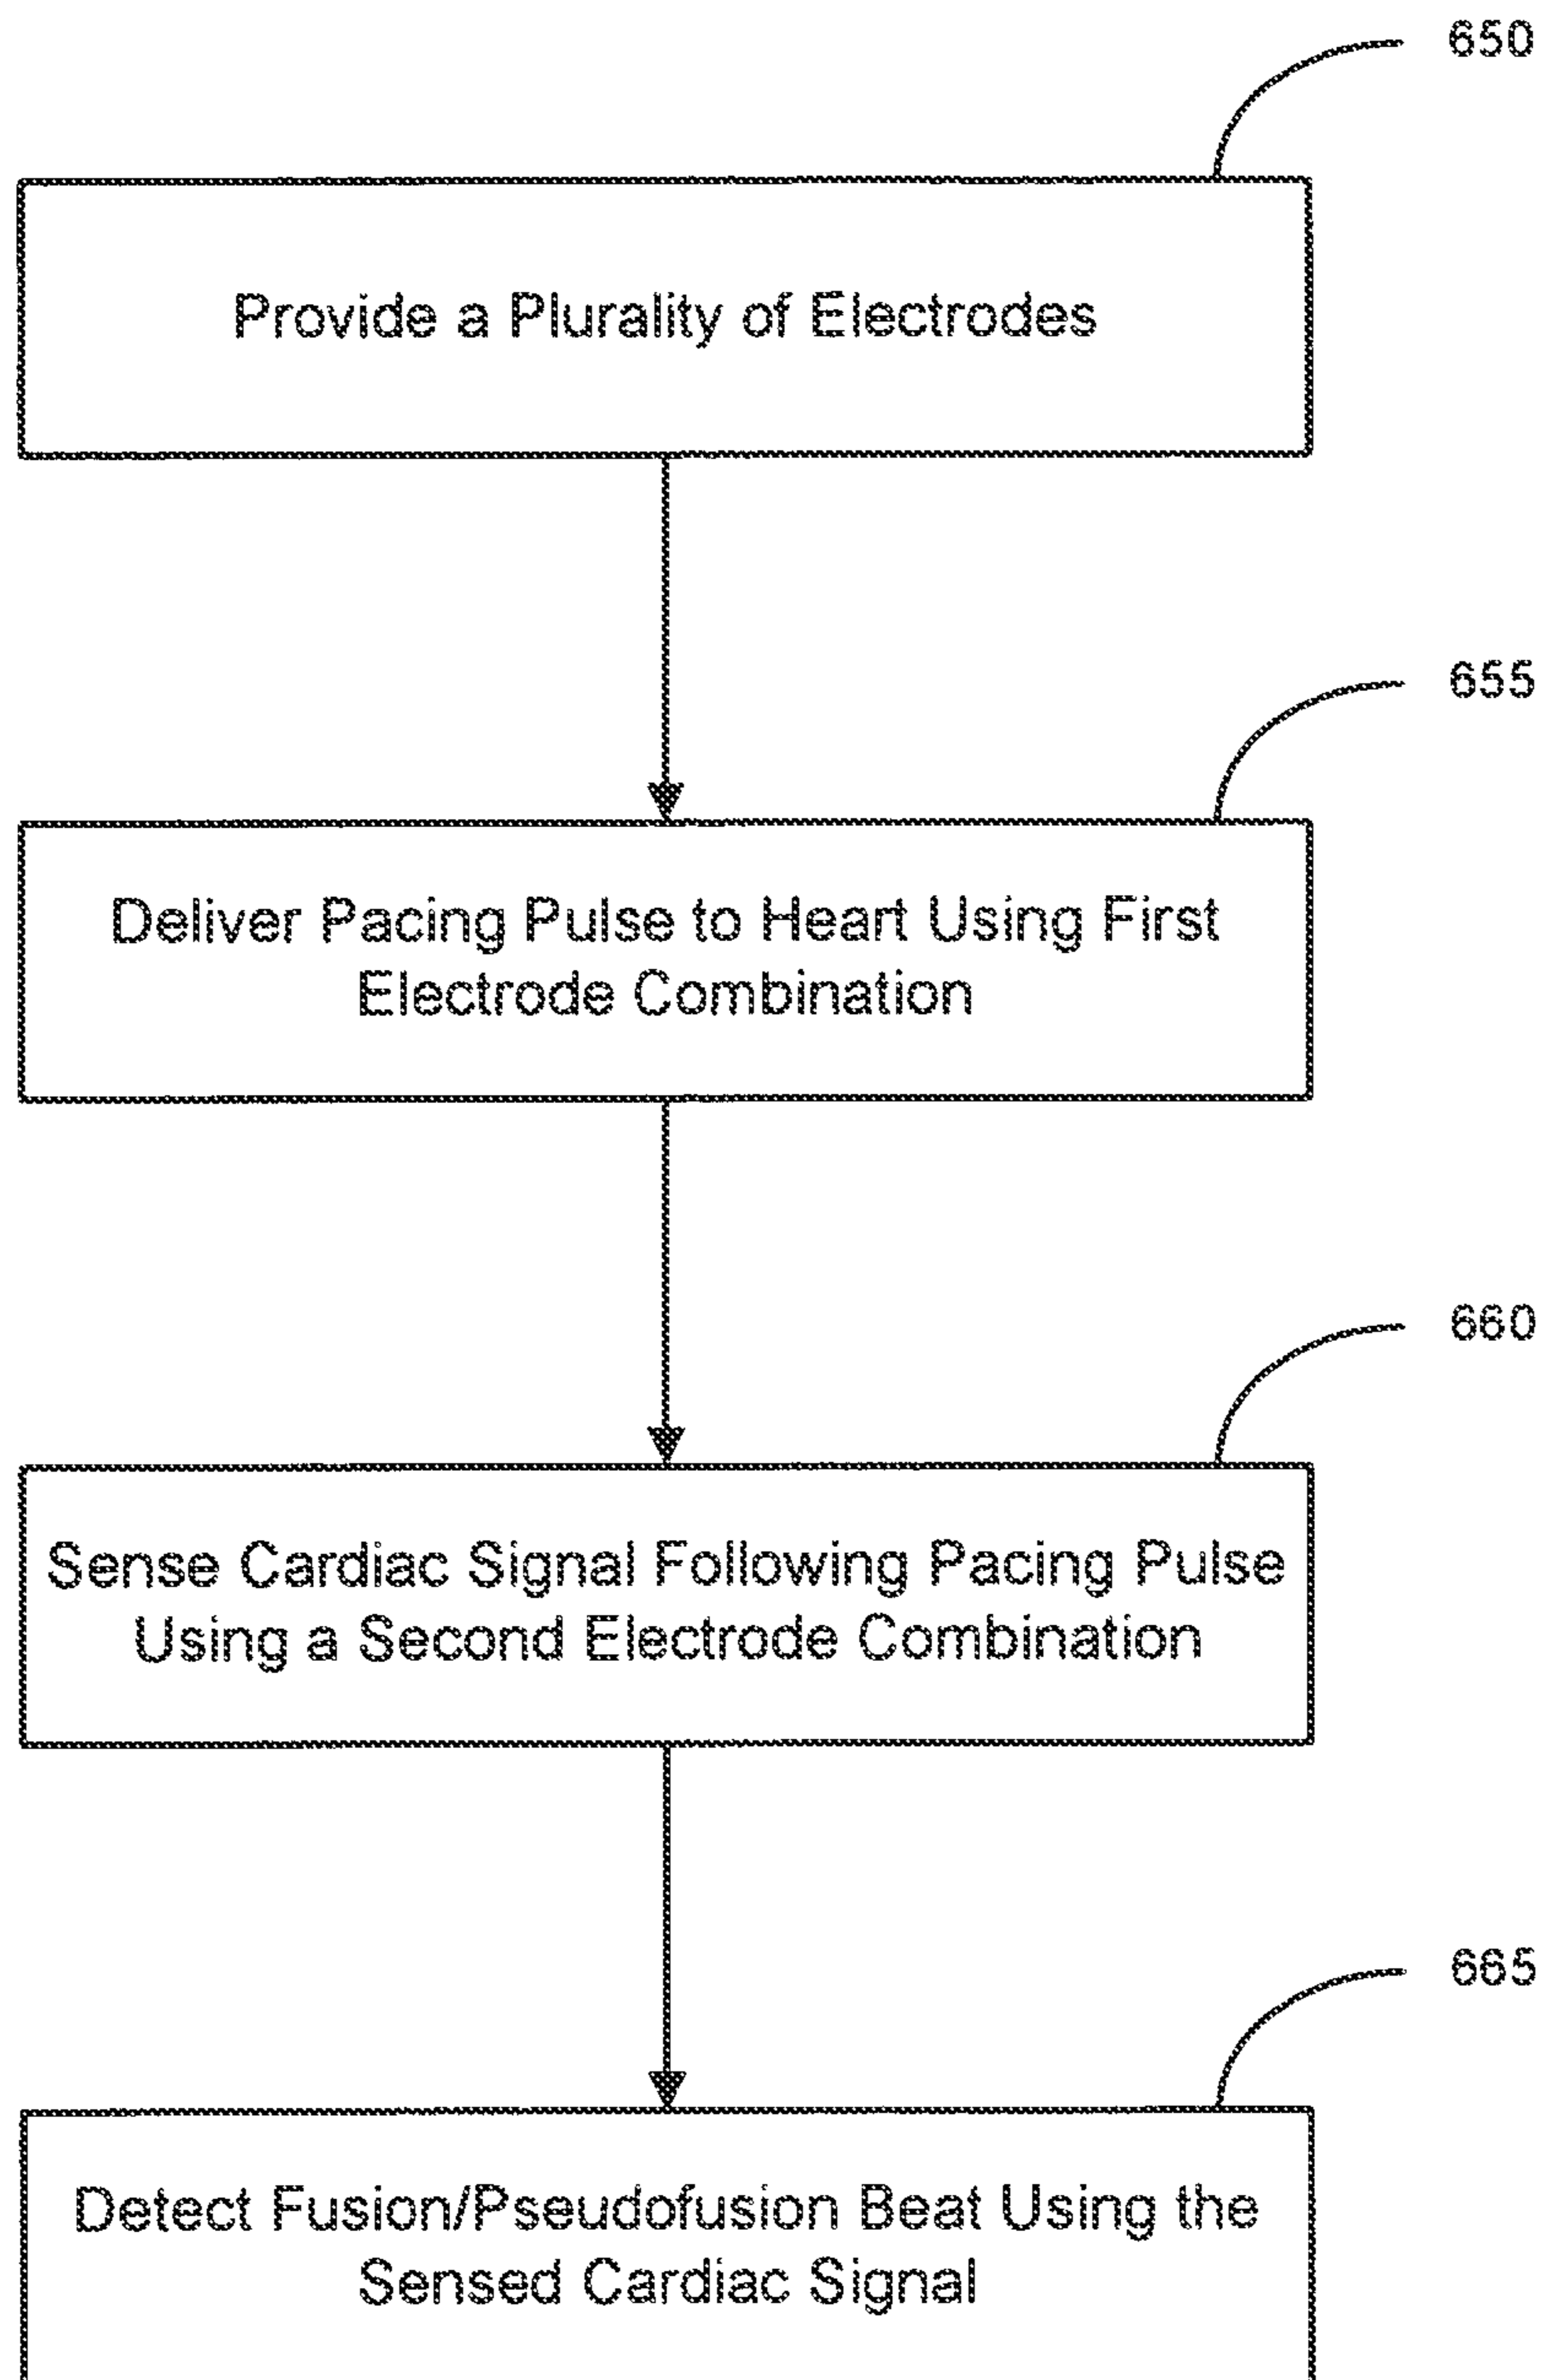 650
Provide a Plurality of Electrodes
655
Deliver Pacing Pulse to Heart Using First
Electrode Combination
660
Sense Cardiac Signal Following Pacing Pulse
Using a Second Electrode Combination
665
Detect Fusion/Pseudofusion Beat Using the
Sensed Cardiac Signal